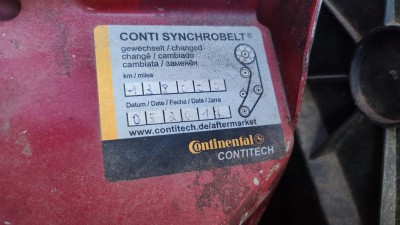 CONTI SYNCHROBELT®
gewechselt / changed
changé / cambiado
cambiata / заменён
km / miles
Datum / Date / Fecha / Date / Дата
www.contitech.de/aftermarket
Continental
CONTITECH